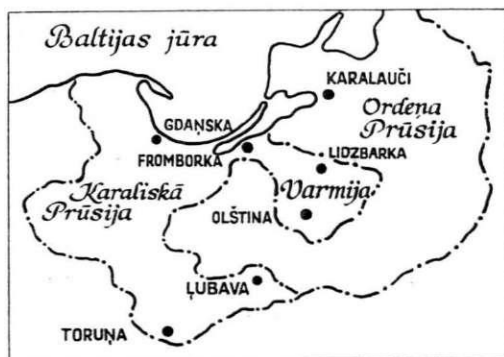 Baltijas jūra
KARALAUČI
Ordeņa
Prūsija
GDAŅSKA
FROMBORKA
LIDZBARKA
Karaliskā
Prūsija
Varmija
OLŠTINA
ĻUBAVA
TORUŅA